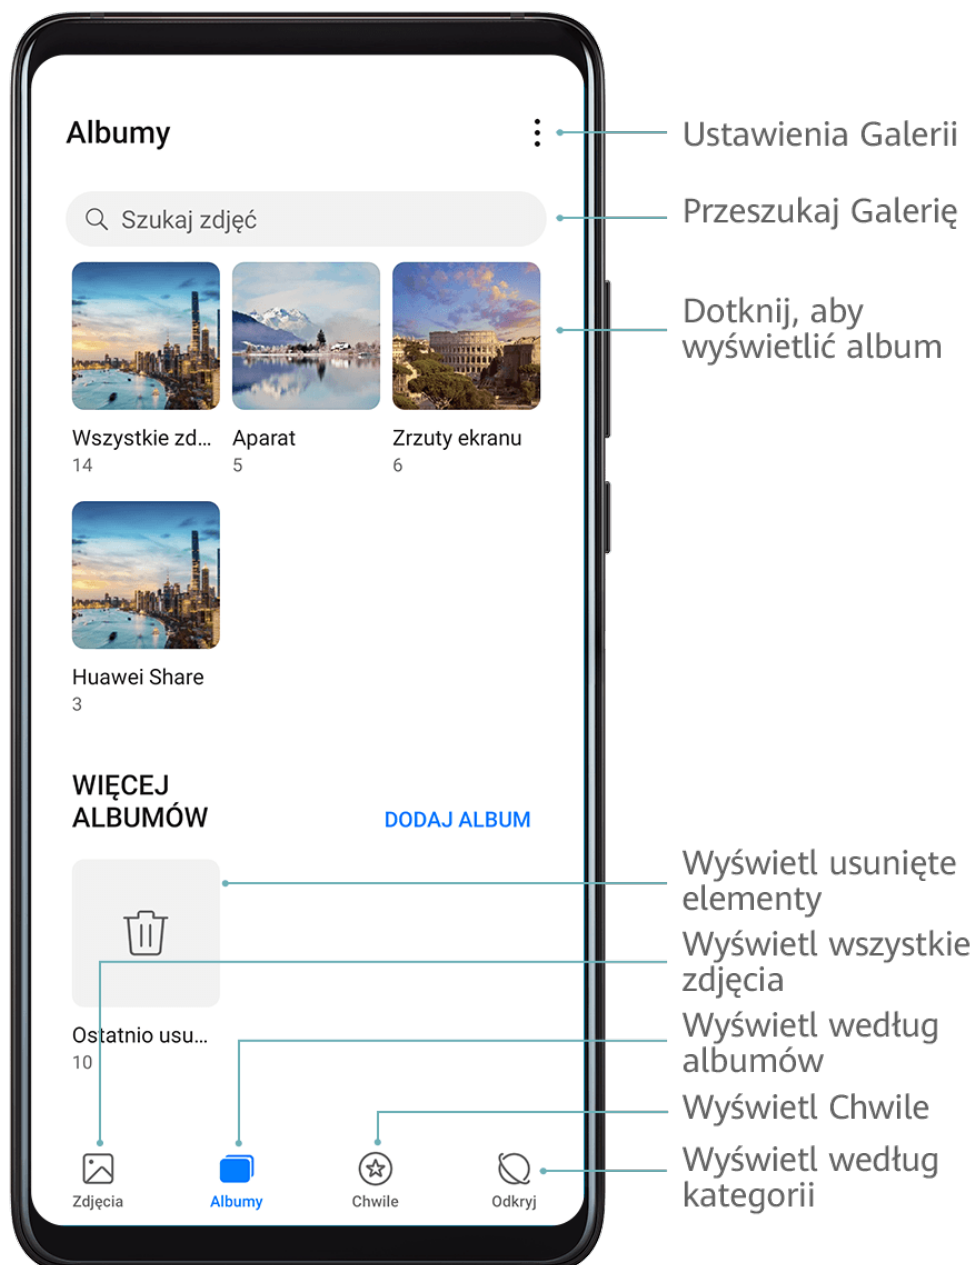 Albumy
Ustawienia Galerii
Szukaj zdjęć
Przeszukaj Galerię
Dotknij, aby
wyświetlić album
Wszystkie zd... Aparat Zrzuty ekranu
14 5 6
Huawei Share
3
WIĘCEJ
ALBUMÓW
DODAJ ALBUM
Wyświetl usunięte
elementy
Wyświetl wszystkie
zdjęcia
Ostatnio usu...
10
Wyświetl według
albumów
Wyświetl Chwile
Wyświetl według
kategorii
Zdjęcia Albumy Chwile Odkryj